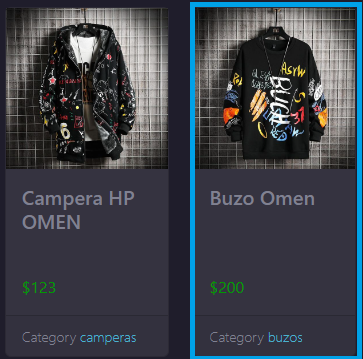 Campera HP
OMEN
$123
Category camperas
Buzo Omen
$200
Category buzos